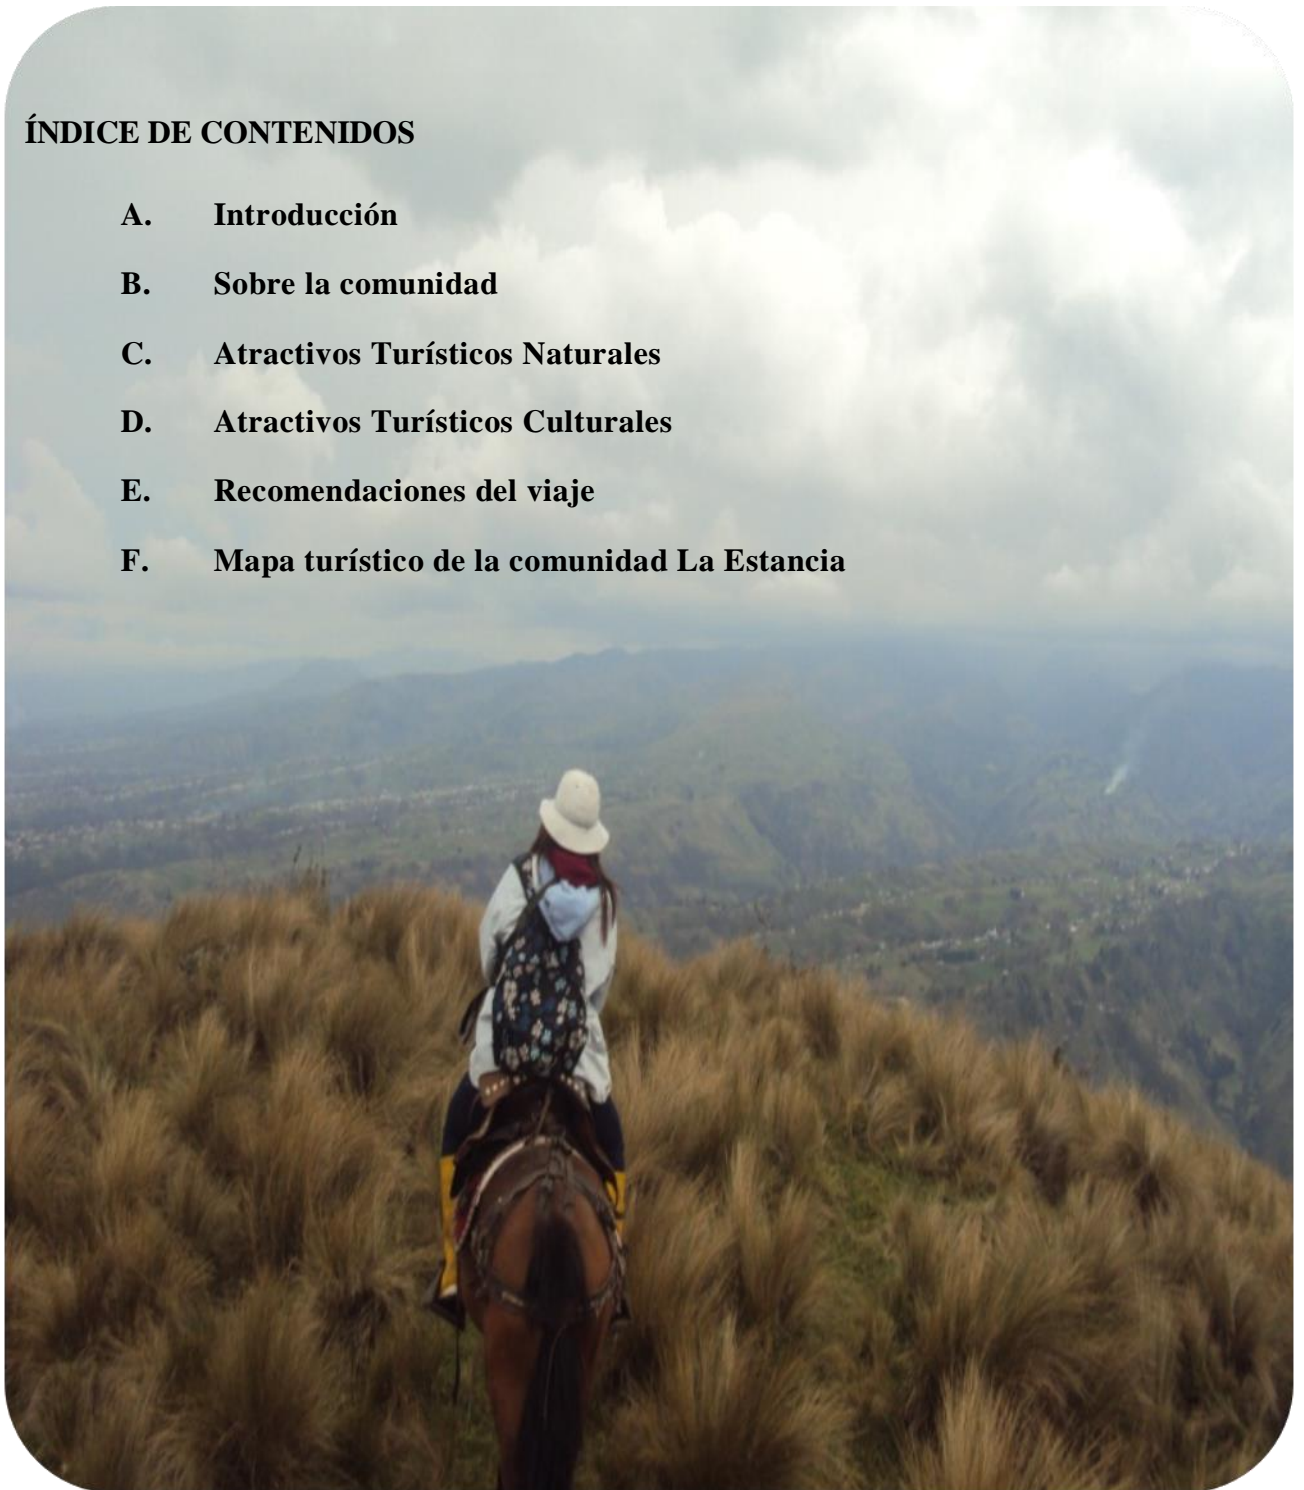 ÍNDICE DE CONTENIDOS
A. Introducción
B. Sobre la comunidad
C. Atractivos Turísticos Naturales
D. Atractivos Turísticos Culturales
E. Recomendaciones del viaje
F. Mapa turístico de la comunidad La Estancia